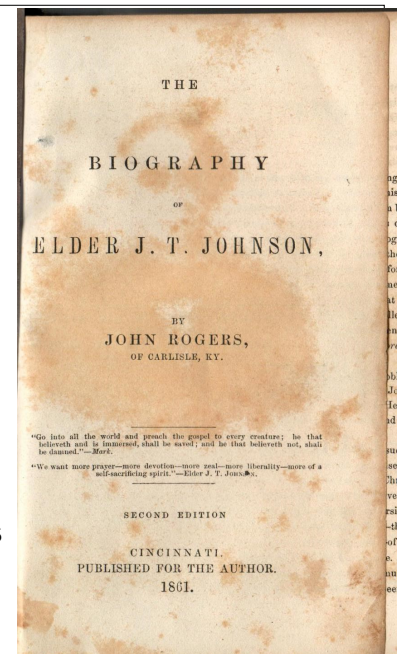 THE
BIOGRAPHY
OF
ELDER J. T. JOHNSON,
BY
JOHN ROGERS,
OF CARLISLE, KY.
"Go into all the world and preach the gospel to every creature; he that
believeth and is immersed, shall be saved; and he that believeth not, shall
be damned."—Mark.
"We want more prayer—more devotion—more zeal—more liberality—more of a
self-sacrificing spirit."—Elder J. T. JOHNSON.
SECOND EDITION
CINCINNATI,
PUBLISHED FOR THE AUTHOR.
1861.